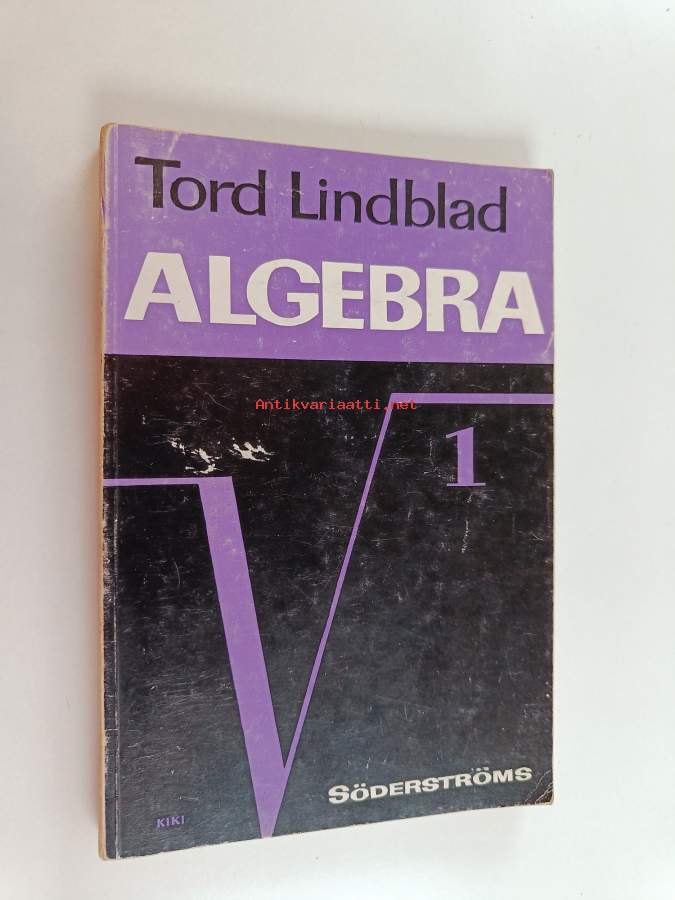 Tord Lindblad
ALGEBRA
Antikvariaatti.net
1
SÖDERSTRÖMS
KIKI